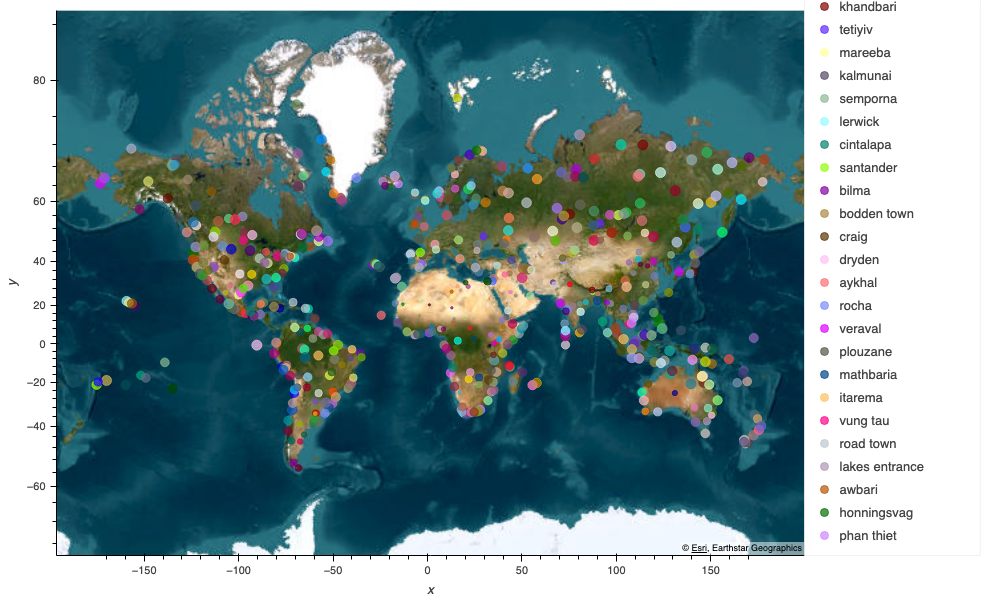 khandbari
tetiyiv
mareeba
kalmunai
semporna
lerwick
cintalapa
santander
bilma
bodden town
craig
dryden
aykhal
rocha
veraval
plouzane
mathbaria
itarema
vung tau
road town
lakes entrance
awbari
honningsvag
phan thiet
80
60
40
20
0
−20
−40
−60
y
© Esri, Earthstar Geographics
−150 −100 −50 0 50 100 150
x